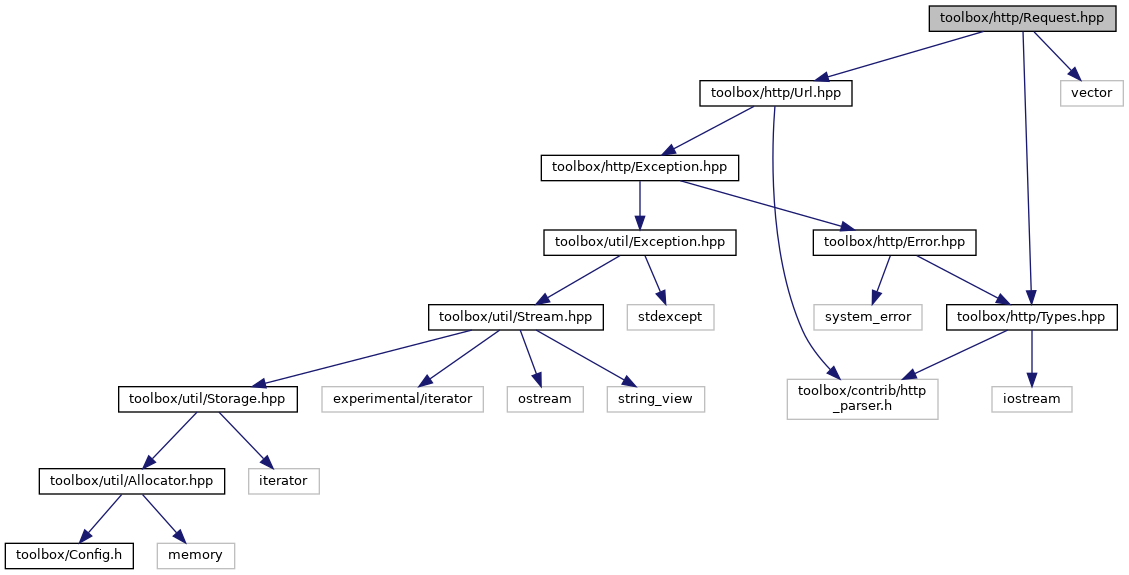 toolbox/http/Request.hpp
toolbox/http/Url.hpp
vector
toolbox/http/Exception.hpp
toolbox/util/Exception.hpp
toolbox/http/Error.hpp
toolbox/util/Stream.hpp
stdexcept
system_error
toolbox/http/Types.hpp
toolbox/util/Storage.hpp
experimental/iterator
ostream
string_view
toolbox/contrib/http
_parser.h
iostream
toolbox/util/Allocator.hpp
iterator
toolbox/Config.h
memory